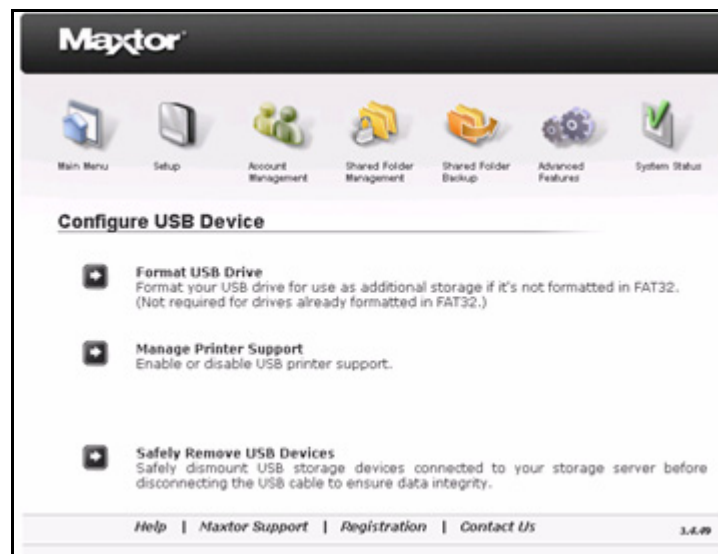 Maxtor
Main Menu
Setup
Account Management
Shared Folder Management
Shared Folder Backup
Advanced Features
System Status
Configure USB Device
Format USB Drive
Format your USB drive for use as additional storage if it's not formatted in FAT32.
(Not required for drives already formatted in FAT32.)
Manage Printer Support
Enable or disable USB printer support.
Safely Remove USB Devices
Safely dismount USB storage devices connected to your storage server before
disconnecting the USB cable to ensure data integrity.
Help | Maxtor Support | Registration | Contact Us
3.4.49